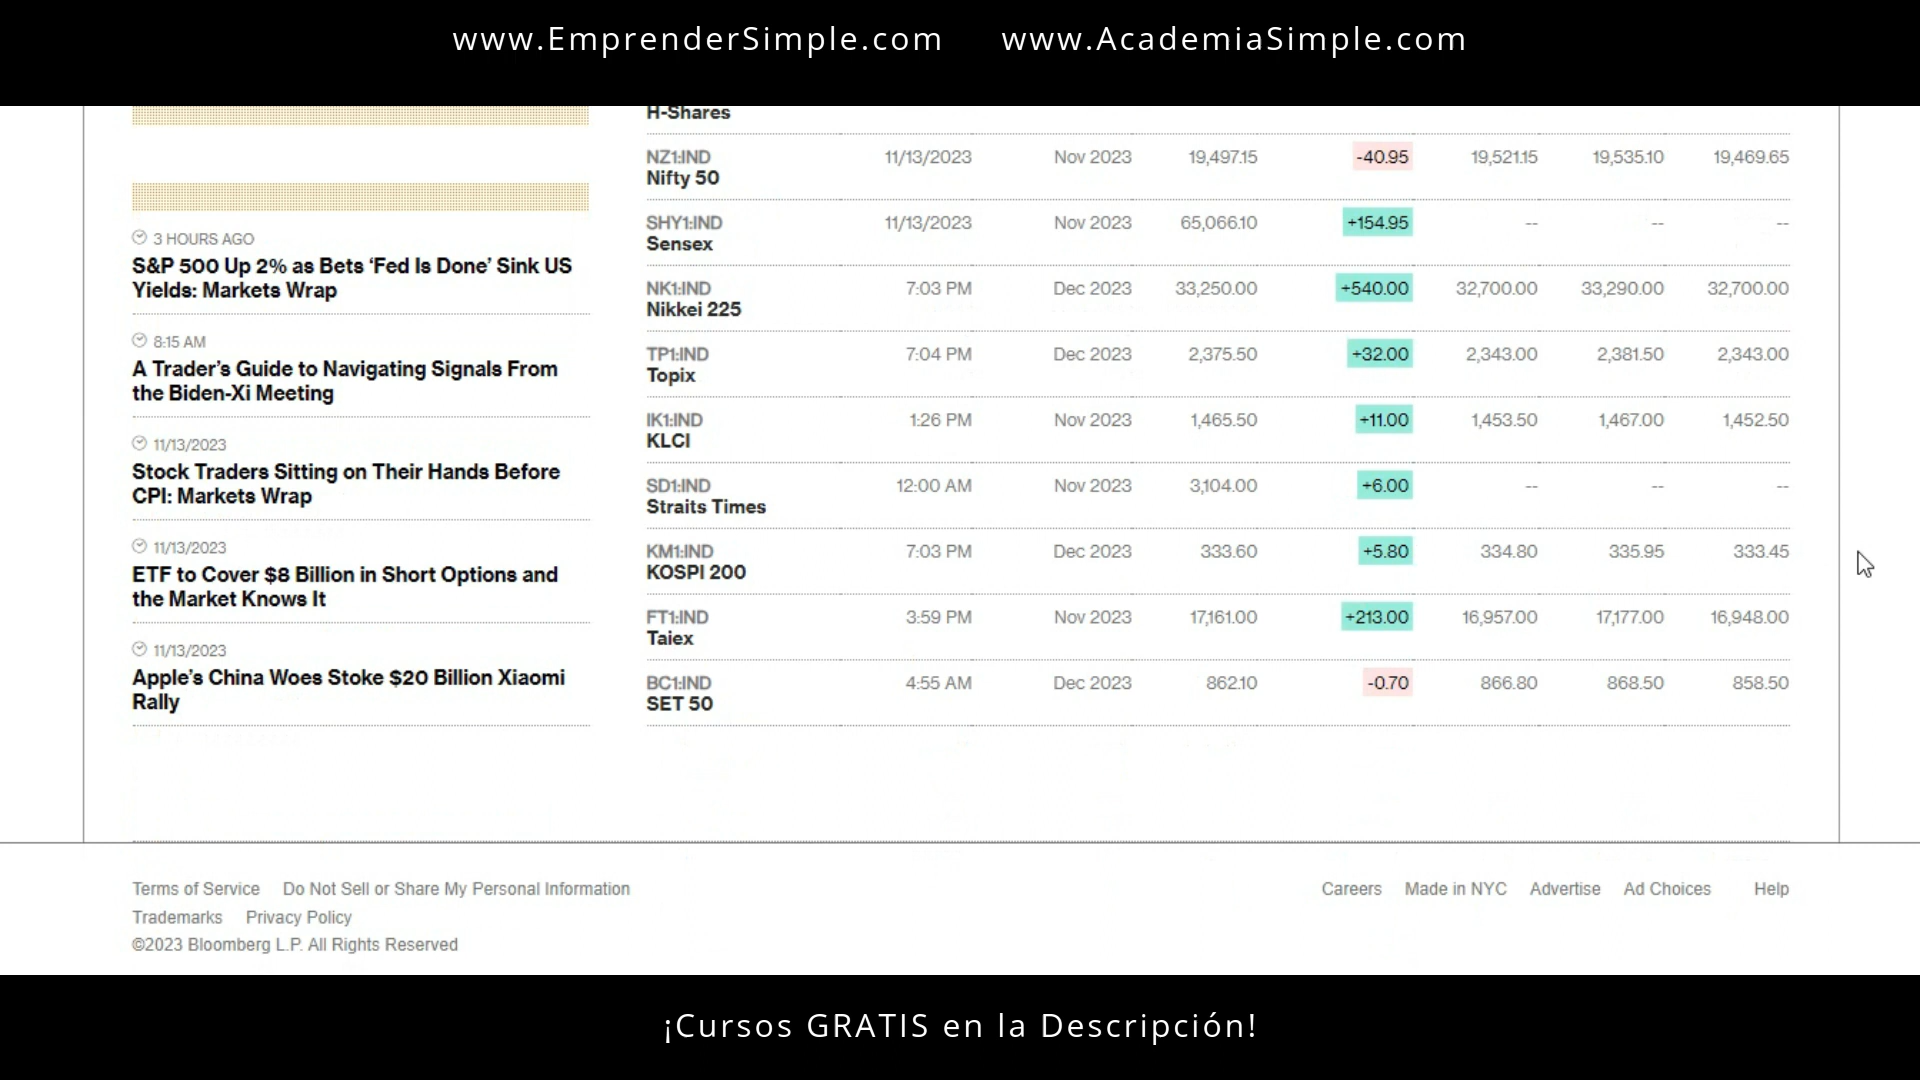 www.EmprenderSimple.com www.AcademiaSimple.com
3 HOURS AGO
S&P 500 Up 2% as Bets ‘Fed Is Done’ Sink US
Yields: Markets Wrap
8:15 AM
A Trader’s Guide to Navigating Signals From
the Biden-Xi Meeting
11/13/2023
Stock Traders Sitting on Their Hands Before
CPI: Markets Wrap
11/13/2023
ETF to Cover $8 Billion in Short Options and
the Market Knows It
11/13/2023
Apple’s China Woes Stoke $20 Billion Xiaomi
Rally
H-Shares
NZ1:IND 11/13/2023 Nov 2023 19,497.15 -40.95 19,521.15 19,535.10 19,469.65
Nifty 50
SHY1:IND 11/13/2023 Nov 2023 65,066.10 +154.95 -- -- --
Sensex
NK1:IND 7:03 PM Dec 2023 33,250.00 +540.00 32,700.00 33,290.00 32,700.00
Nikkei 225
TP1:IND 7:04 PM Dec 2023 2,375.50 +32.00 2,343.00 2,381.50 2,343.00
Topix
IK1:IND 1:26 PM Nov 2023 1,465.50 +11.00 1,453.50 1,467.00 1,452.50
KLCI
SD1:IND 12:00 AM Nov 2023 3,104.00 +6.00 -- -- --
Straits Times
KM1:IND 7:03 PM Dec 2023 333.60 +5.80 334.80 335.95 333.45
KOSPI 200
FT1:IND 3:59 PM Nov 2023 17,161.00 +213.00 16,957.00 17,177.00 16,948.00
Taiex
BC1:IND 4:55 AM Dec 2023 862.10 -0.70 866.80 868.50 858.50
SET 50
Terms of Service Do Not Sell or Share My Personal Information
Trademarks Privacy Policy
©2023 Bloomberg L.P. All Rights Reserved
Careers Made in NYC Advertise Ad Choices Help
¡Cursos GRATIS en la Descripción!